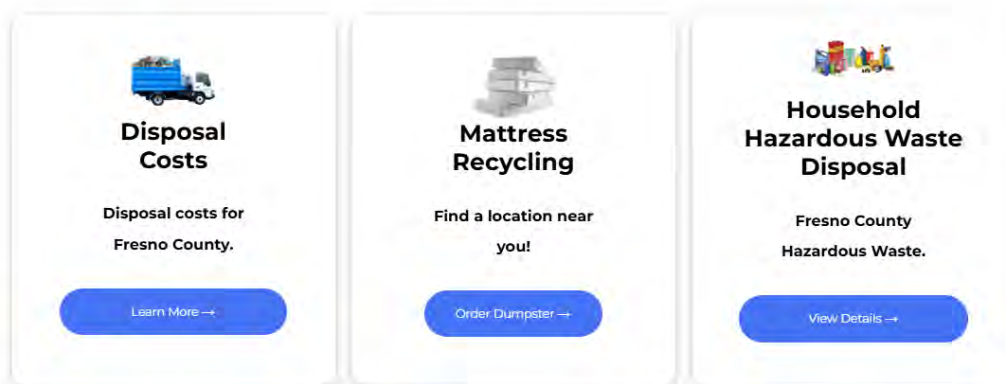 Disposal
Costs
Disposal costs for
Fresno County.
Learn More →
Mattress
Recycling
Find a location near
you!
Order Dumpster →
Household
Hazardous Waste
Disposal
Fresno County
Hazardous Waste.
View Details →